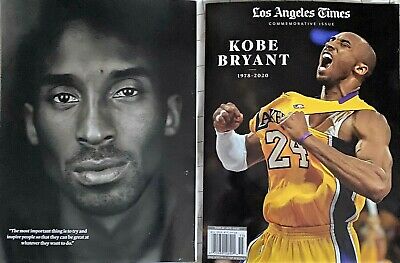 "The most important thing is to try and
inspire people so that they can be great at
whatever they want to do."
Los Angeles Times
COMMEMORATIVE ISSUE
KOBE
BRYANT
1978-2020
LAKERS
24